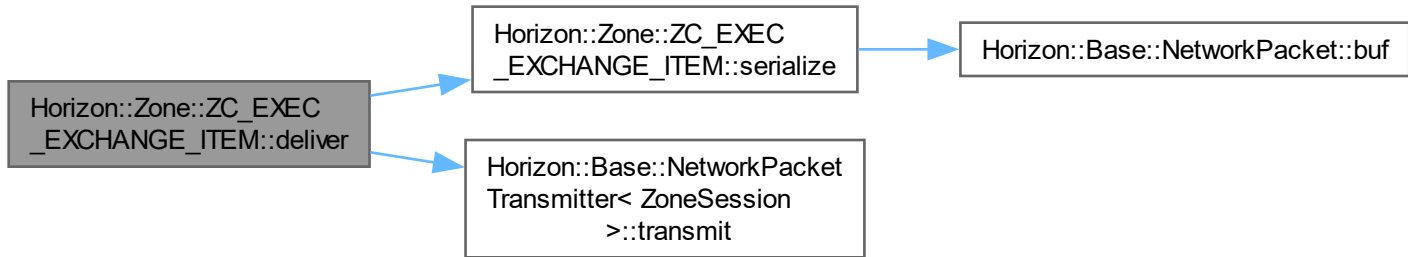 Horizon::Zone::ZC_EXEC
_EXCHANGE_ITEM::deliver
Horizon::Zone::ZC_EXEC
_EXCHANGE_ITEM::serialize
Horizon::Base::NetworkPacket::buf
Horizon::Base::NetworkPacket
Transmitter< ZoneSession
>::transmit